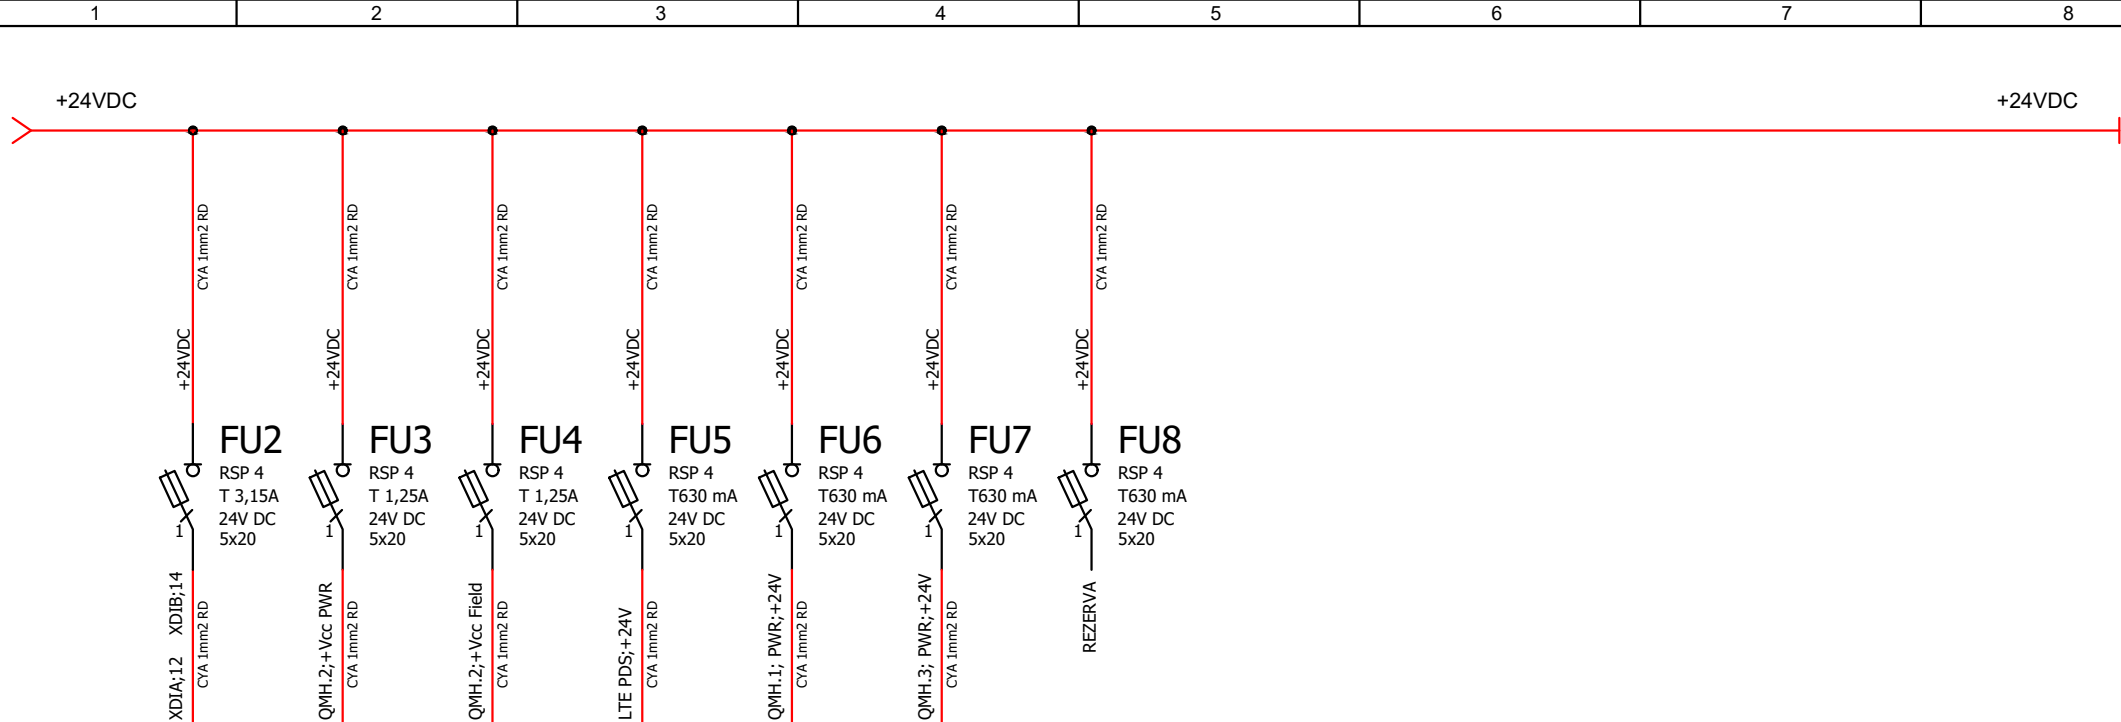 1 2 3 4 5 6 7 8
+24VDC +24VDC
CYA 1mm2 RD CYA 1mm2 RD CYA 1mm2 RD CYA 1mm2 RD CYA 1mm2 RD CYA 1mm2 RD CYA 1mm2 RD
+24VDC +24VDC +24VDC +24VDC +24VDC +24VDC +24VDC
FU2
RSP 4
T 3,15A
24V DC
5x20
1
XDIA;12 XDIB;14
CYA 1mm2 RD
FU3
RSP 4
T 1,25A
24V DC
5x20
1
QMH.2;+Vcc PWR
CYA 1mm2 RD
FU4
RSP 4
T 1,25A
24V DC
5x20
1
QMH.2;+Vcc Field
CYA 1mm2 RD
FU5
RSP 4
T630 mA
24V DC
5x20
1
LTE PDS;+24V
CYA 1mm2 RD
FU6
RSP 4
T630 mA
24V DC
5x20
1
QMH.1; PWR;+24V
CYA 1mm2 RD
FU7
RSP 4
T630 mA
24V DC
5x20
1
QMH.3; PWR;+24V
CYA 1mm2 RD
FU8
RSP 4
T630 mA
24V DC
5x20
1
REZERVA